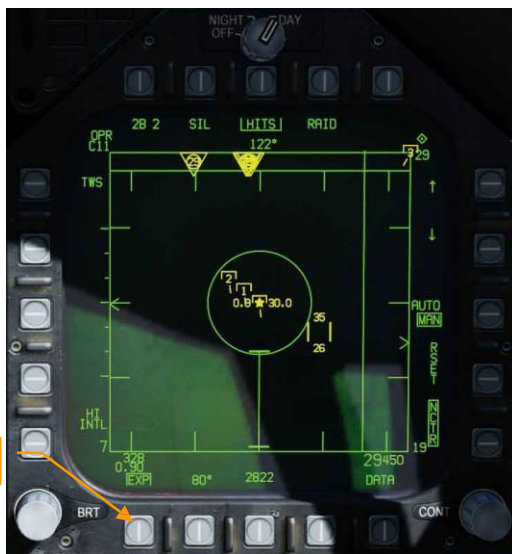 NIGHT DAY
OFF
2B 2 SIL HITS RAID
OPR
C11
122°
29
3 29
TWS
2
1
0.8 30.0
35
26
AUTO
MAN
RSET
NCTR
HI
INTL
7
19
328
0.90
29450
EXP 80° 2822 DATA
BRT
CONT